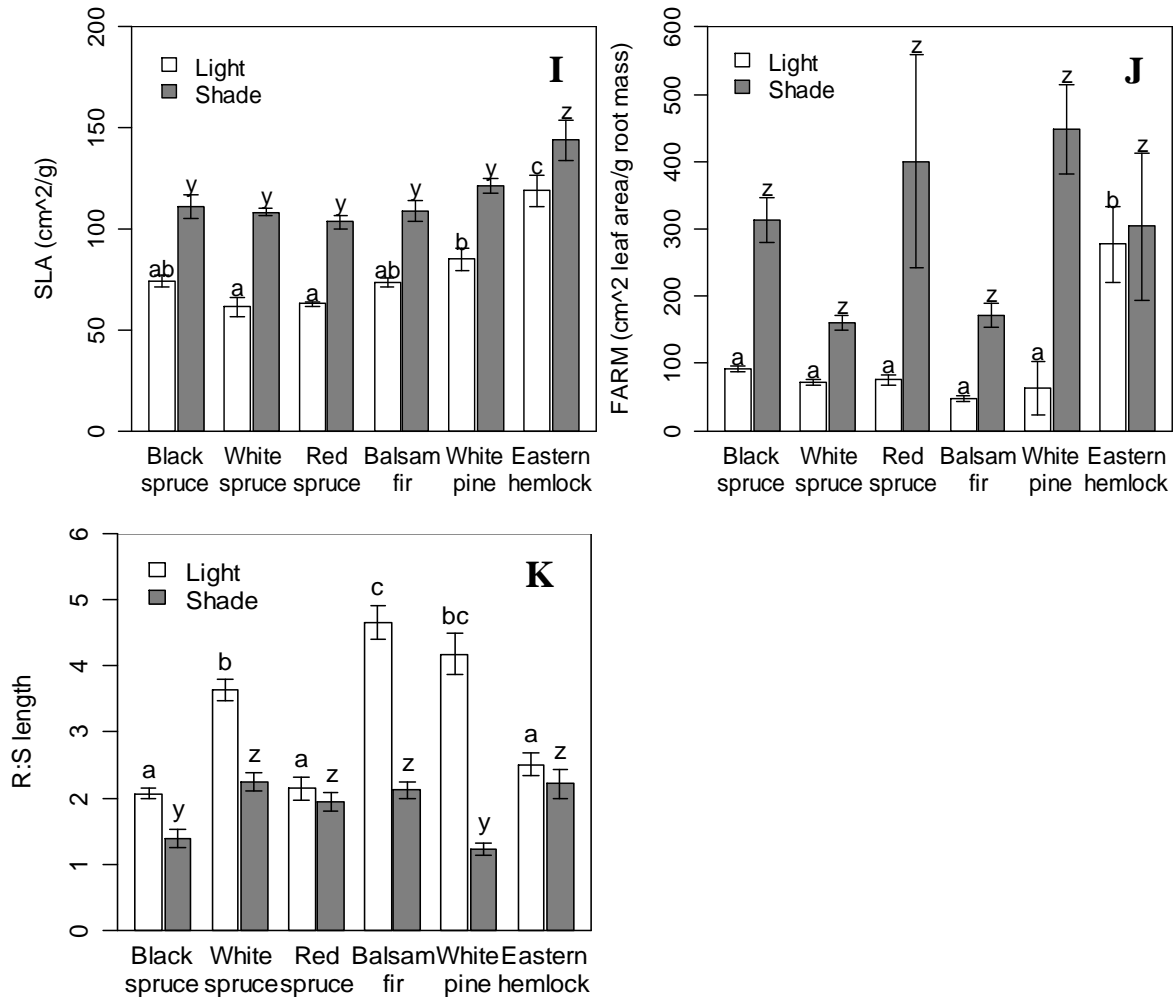 I
Light
Shade
SLA (cm^2/g)
0 50 100 150 200
ab y a y a y ab y b y c z
Black spruce
White spruce
Red spruce
Balsam fir
White pine
Eastern hemlock
J
Light
Shade
FARM (cm^2 leaf area/g root mass)
0 100 200 300 400 500 600
a z a z a z a z a z b z
Black spruce
White spruce
Red spruce
Balsam fir
White pine
Eastern hemlock
K
Light
Shade
R:S length
0 1 2 3 4 5 6
a y b z a z c z bc y a z
Black spruce
White spruce
Red spruce
Balsam fir
White pine
Eastern hemlock